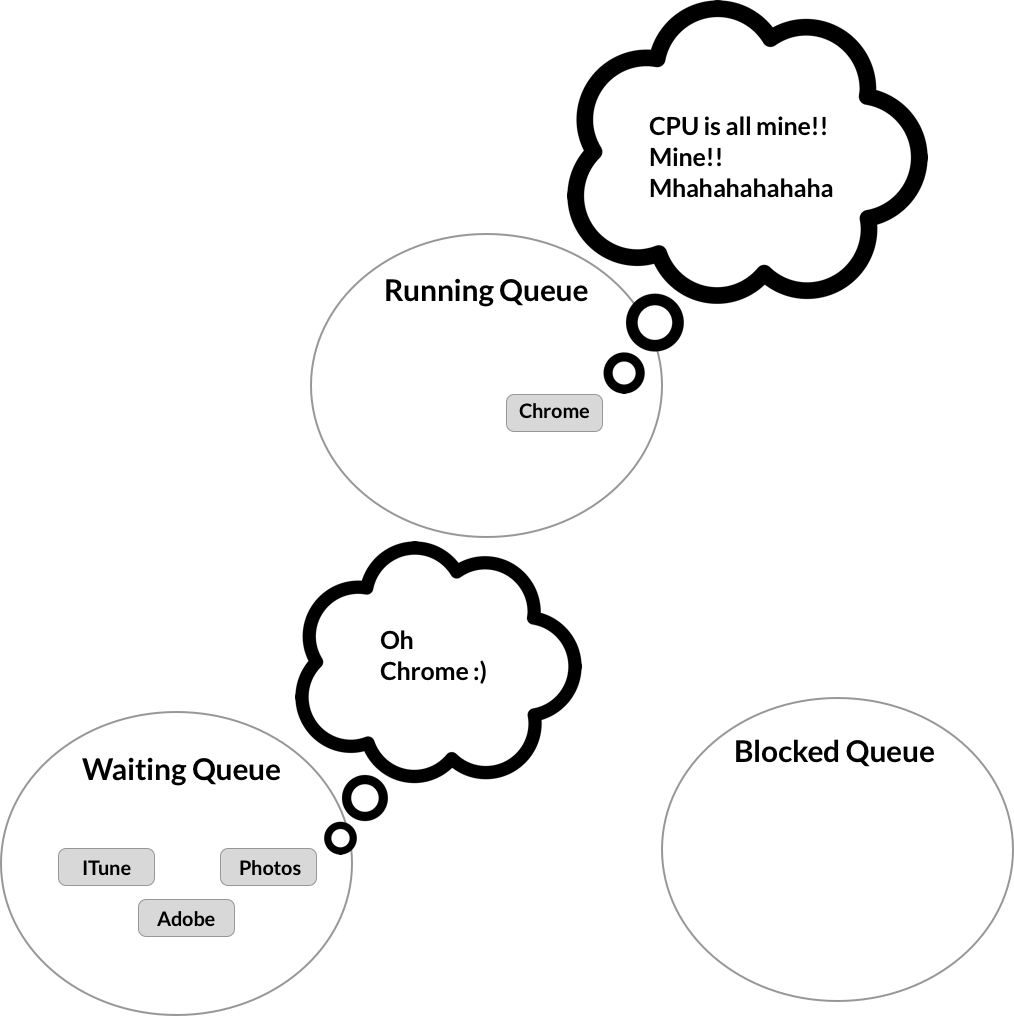 CPU is all mine!!
Mine!!
Mhahahahahaha
Running Queue
Chrome
Oh
Chrome :)
Waiting Queue
ITune
Photos
Adobe
Blocked Queue